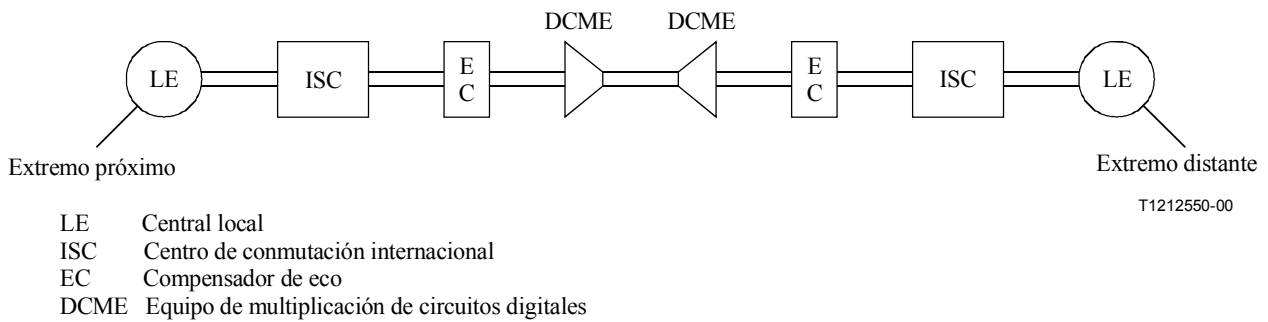 DCME DCME
LE ISC E C E C ISC LE
Extremo próximo
Extremo distante
T1212550-00
LE Central local
ISC Centro de conmutación internacional
EC Compensador de eco
DCME Equipo de multiplicación de circuitos digitales